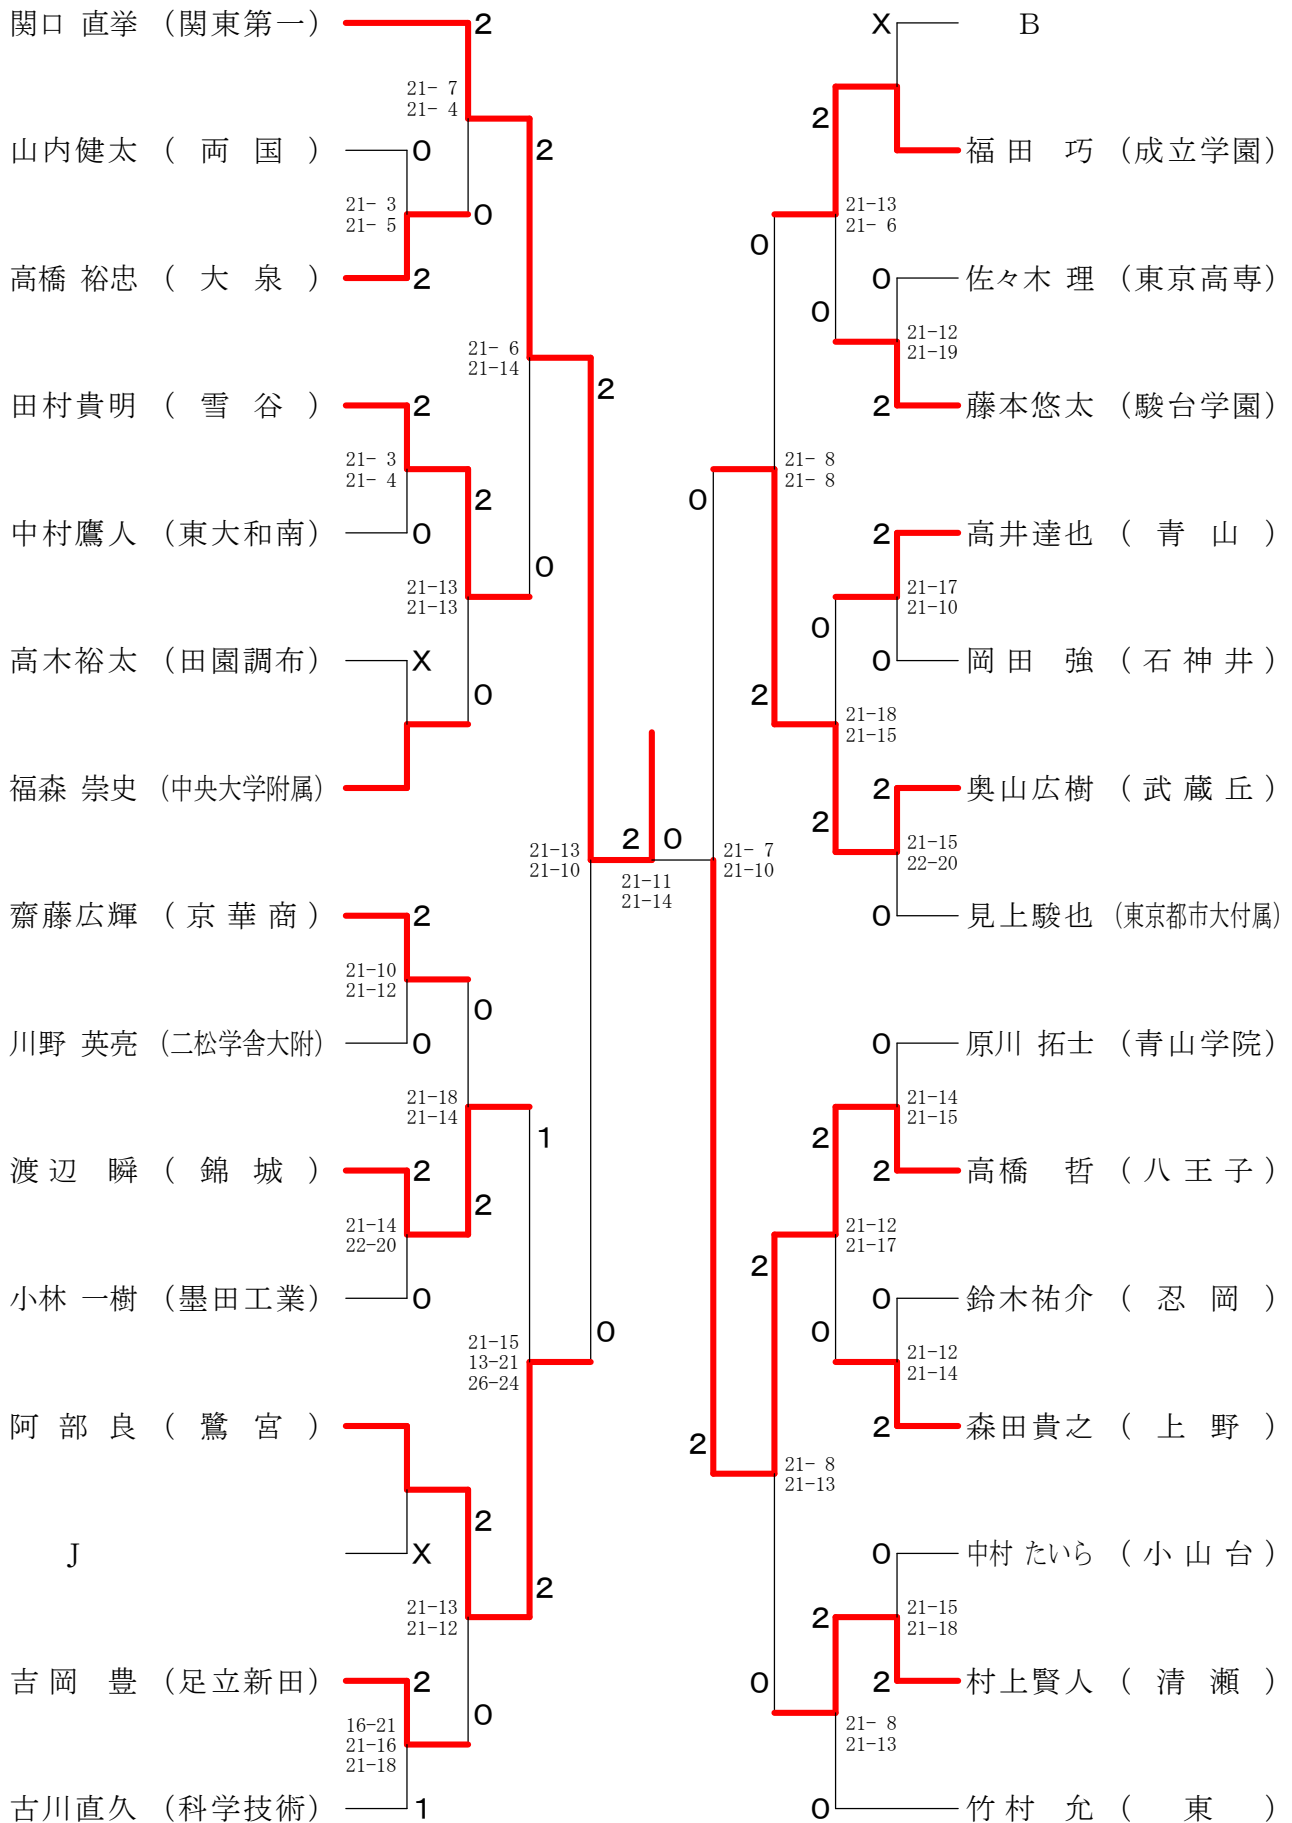 関口 直挙 (関東第一) 2
21- 7
21- 4
山内健太 ( 両 国 ) 0
2
21- 3
21- 5
0
高橋 裕忠 ( 大 泉 ) 2
21- 6
21-14
2
田村貴明 ( 雪 谷 ) 2
21- 3
21- 4
2
中村鷹人 (東大和南) 0
0
21-13
21-13
高木裕太 (田園調布) X
0
福森 崇史 (中央大学附属)
21-13
21-10
2 0
21-11
21-14
齋藤広輝 ( 京 華 商 ) 2
21-10
21-12
0
川野 英亮 (二松学舎大附) 0
21-18
21-14
1
渡辺 瞬 ( 錦 城 ) 2
2
21-14
22-20
小林 一樹 (墨田工業) 0
0
21-15
13-21
26-24
阿 部 良 ( 鷺 宮 )
2
J X
2
21-13
21-12
吉 岡 豊 (足立新田) 2
0
16-21
21-16
21-18
古川直久 (科学技術) 1
X B
2
福 田 巧 (成立学園)
21-13
21- 6
0
0 佐々木 理 (東京高専)
0
21-12
21-19
2 藤本悠太 (駿台学園)
21- 8
21- 8
0
2 高井達也 ( 青 山 )
21-17
21-10
0
0 岡 田 強 ( 石 神 井 )
2
21-18
21-15
2 奥山広樹 ( 武 蔵 丘 )
2
21-15
22-20
21- 7
21-10
0 見上駿也 (東京都市大付属)
0 原川 拓士 (青山学院)
21-14
21-15
2
2 高橋 哲 ( 八 王 子 )
21-12
21-17
2
0 鈴木祐介 ( 忍 岡 )
0
21-12
21-14
2 森田貴之 ( 上 野 )
2
21- 8
21-13
0 中村 たいら ( 小 山 台 )
2
21-15
21-18
0
2 村上賢人 ( 清 瀬 )
21- 8
21-13
0 竹 村 允 ( 東 )